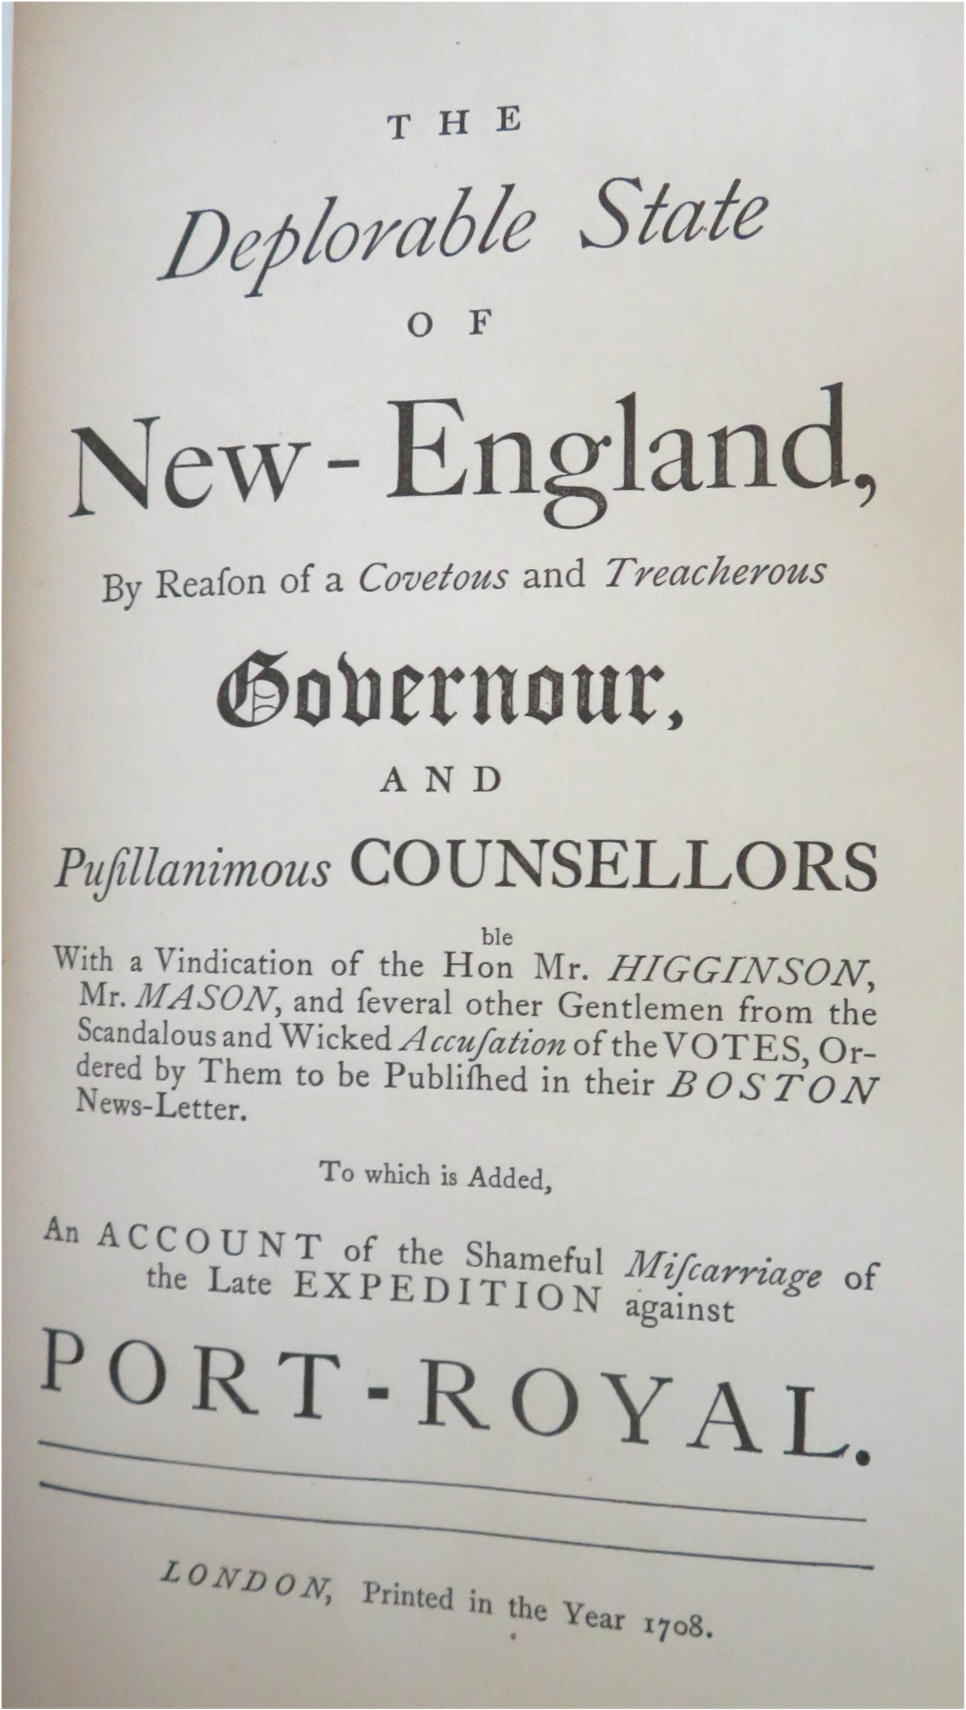 THE
Deplorable State
OF
New-England,
By Reaſon of a Covetous and Treacherous
Governour,
AND
Puſillanimous COUNSELLORS
ble
With a Vindication of the Hon Mr. HIGGINSON,
Mr. MASON, and ſeveral other Gentlemen from the
Scandalous and Wicked Accuſation of the VOTES, Or-
dered by Them to be Publiſhed in their BOSTON
News-Letter.
To which is Added,
An ACCOUNT of the Shameful Miſcarriage of
the Late EXPEDITION against
PORT-ROYAL.
LONDON, Printed in the Year 1708.